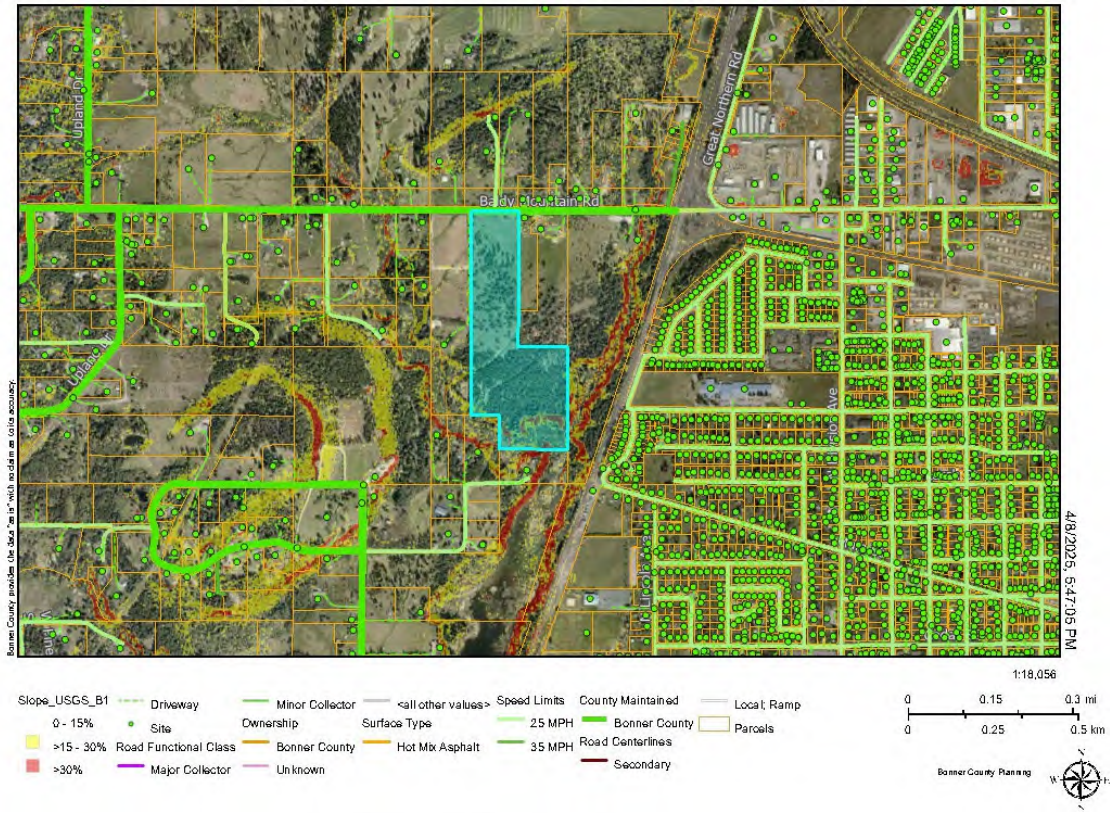 Great Northern Rd
Upland Dr
Baldy Mountain Rd
Upland Dr
Bonner County provides the data "as is" with no claim as to its accuracy.
4/8/2025, 5:47:05 PM
1:18,056
Slope_USGS_B1
0 - 15%
>15 - 30%
>30%
Driveway
Site
Road Functional Class
Major Collector
Minor Collector
Ownership
Bonner County
Unknown
<all other values>
Surface Type
Hot Mix Asphalt
Speed Limits
25 MPH
35 MPH
County Maintained
Bonner County
Road Centerlines
Secondary
Local; Ramp
Parcels
0 0.15 0.3 mi
0 0.25 0.5 km
Bonner County Planning
N
W
E